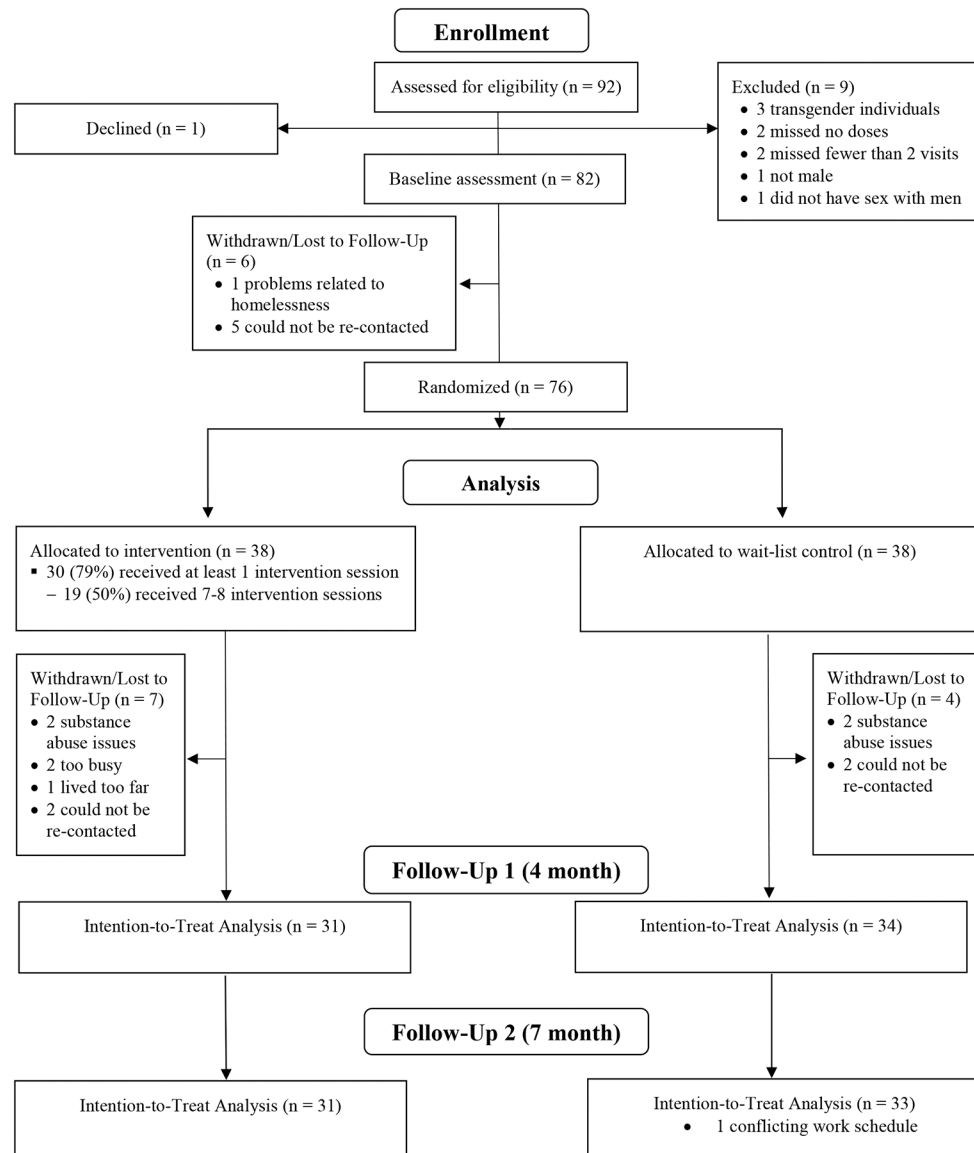 Enrollment
Assessed for eligibility (n = 92)
Declined (n = 1)
Excluded (n = 9)
• 3 transgender individuals
• 2 missed no doses
• 2 missed fewer than 2 visits
• 1 not male
• 1 did not have sex with men
Baseline assessment (n = 82)
Withdrawn/Lost to Follow-Up
(n = 6)
• 1 problems related to
homelessness
• 5 could not be re-contacted
Randomized (n = 76)
Analysis
Allocated to intervention (n = 38)
▪ 30 (79%) received at least 1 intervention session
– 19 (50%) received 7-8 intervention sessions
Allocated to wait-list control (n = 38)
Withdrawn/Lost to
Follow-Up (n = 7)
• 2 substance
abuse issues
• 2 too busy
• 1 lived too far
• 2 could not be
re-contacted
Withdrawn/Lost to
Follow-Up (n = 4)
• 2 substance
abuse issues
• 2 could not be
re-contacted
Follow-Up 1 (4 month)
Intention-to-Treat Analysis (n = 31)
Intention-to-Treat Analysis (n = 34)
Follow-Up 2 (7 month)
Intention-to-Treat Analysis (n = 31)
Intention-to-Treat Analysis (n = 33)
• 1 conflicting work schedule